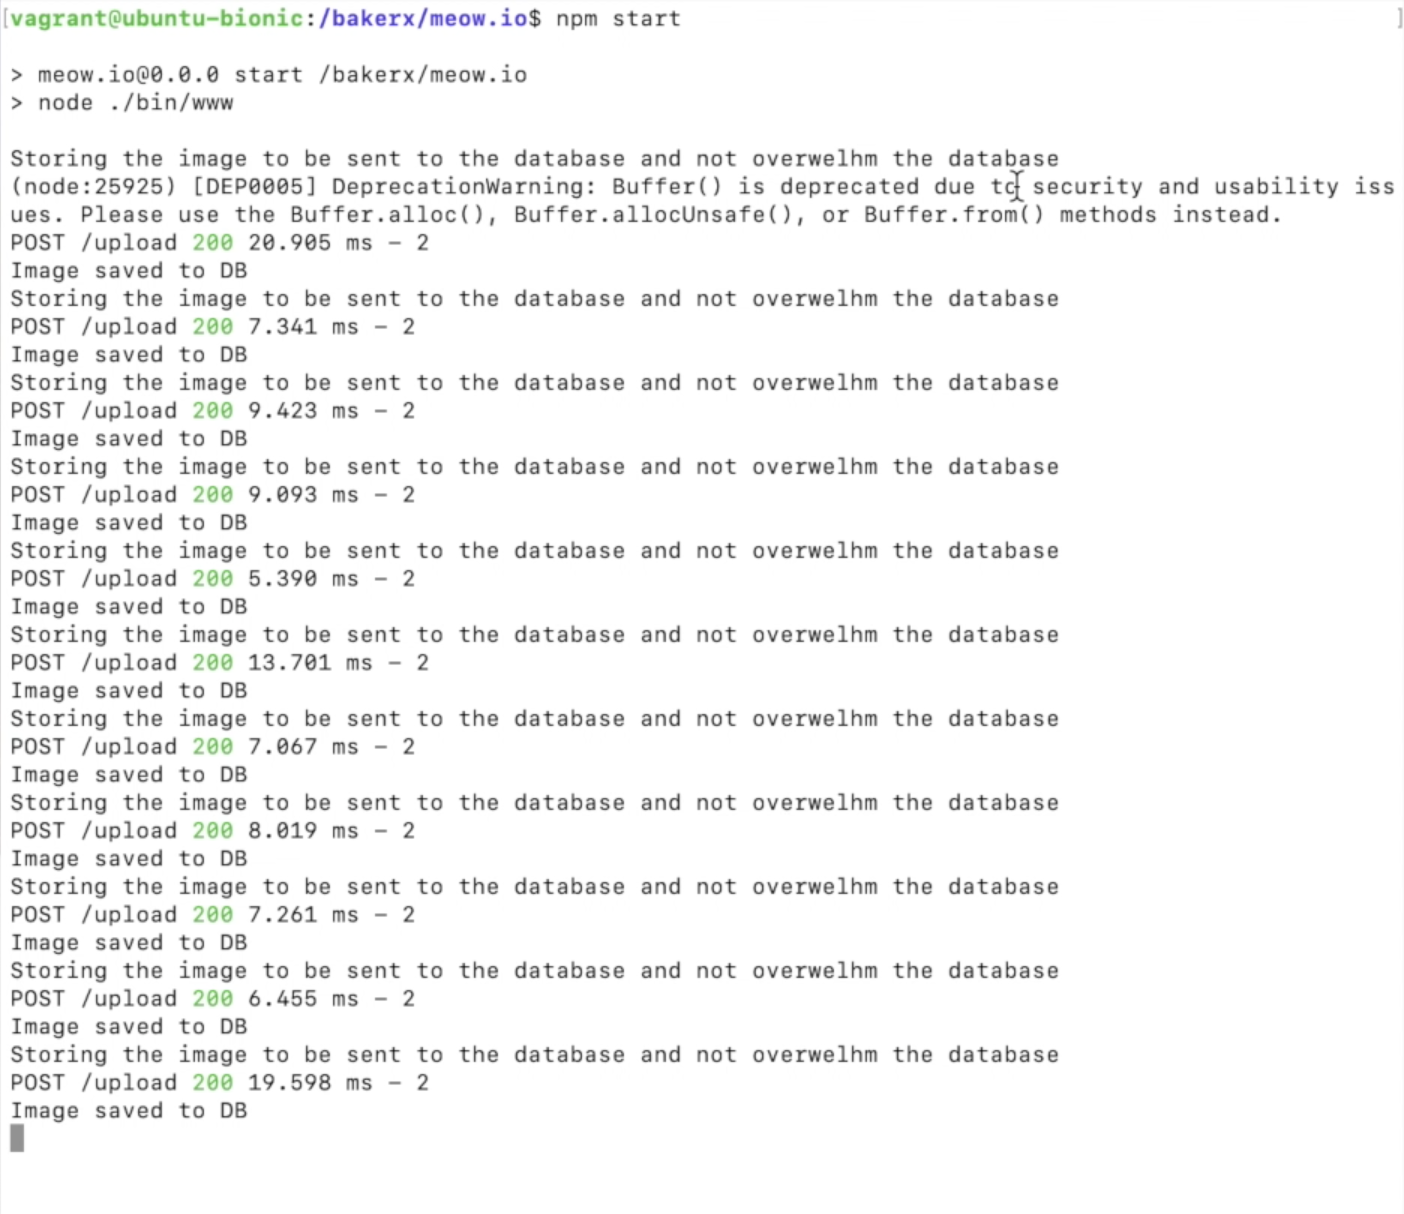 [vagrant@ubuntu-bionic:/bakerx/meow.io$ npm start ]
> meow.io@0.0.0 start /bakerx/meow.io
> node ./bin/www
Storing the image to be sent to the database and not overwelhm the database
(node:25925) [DEP0005] DeprecationWarning: Buffer() is deprecated due to security and usability iss
ues. Please use the Buffer.alloc(), Buffer.allocUnsafe(), or Buffer.from() methods instead.
POST /upload 200 20.905 ms - 2
Image saved to DB
Storing the image to be sent to the database and not overwelhm the database
POST /upload 200 7.341 ms - 2
Image saved to DB
Storing the image to be sent to the database and not overwelhm the database
POST /upload 200 9.423 ms - 2
Image saved to DB
Storing the image to be sent to the database and not overwelhm the database
POST /upload 200 9.093 ms - 2
Image saved to DB
Storing the image to be sent to the database and not overwelhm the database
POST /upload 200 5.390 ms - 2
Image saved to DB
Storing the image to be sent to the database and not overwelhm the database
POST /upload 200 13.701 ms - 2
Image saved to DB
Storing the image to be sent to the database and not overwelhm the database
POST /upload 200 7.067 ms - 2
Image saved to DB
Storing the image to be sent to the database and not overwelhm the database
POST /upload 200 8.019 ms - 2
Image saved to DB
Storing the image to be sent to the database and not overwelhm the database
POST /upload 200 7.261 ms - 2
Image saved to DB
Storing the image to be sent to the database and not overwelhm the database
POST /upload 200 6.455 ms - 2
Image saved to DB
Storing the image to be sent to the database and not overwelhm the database
POST /upload 200 19.598 ms - 2
Image saved to DB